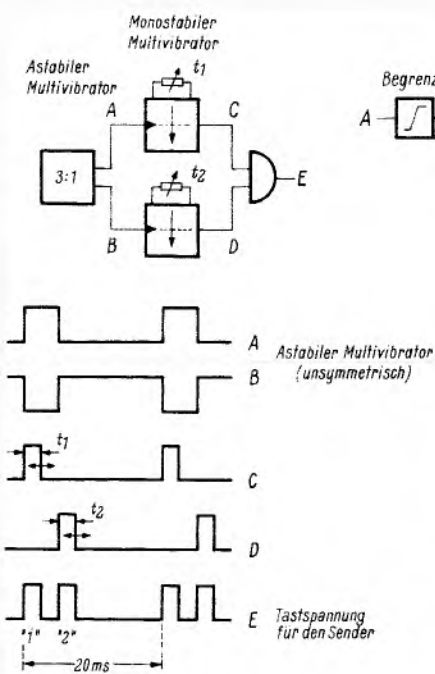 Monostabiler
Multivibrator
Astabiler
Multivibrator
t1
A
C
3:1
E
t2
B
D
Begrenz
A
A
B
Astabiler Multivibrator
(unsymmetrisch)
t1
C
t2
D
E
Tastspannung
für den Sender
"1" "2"
20ms